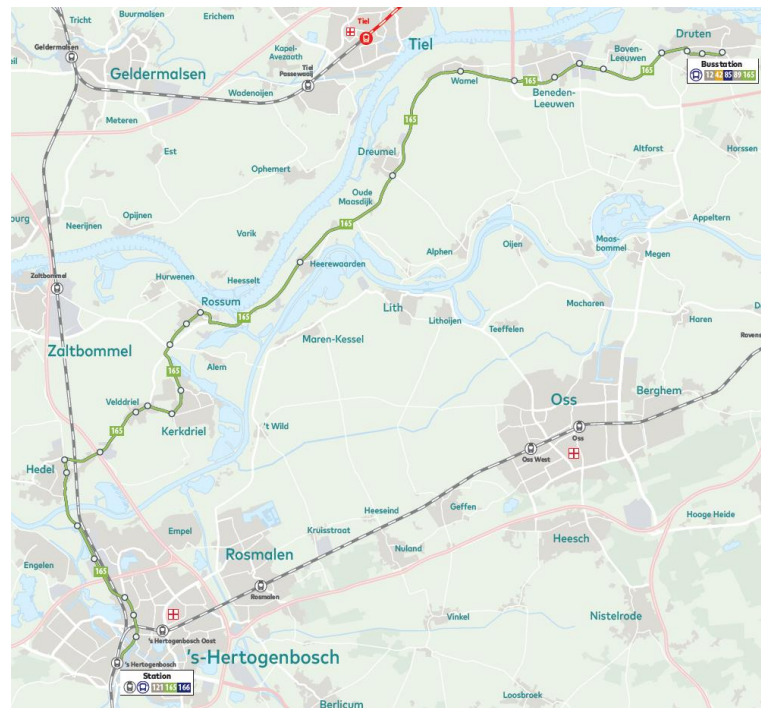 Tricht
Buurmalsen
Erichem
Tiel
Druten
Geldermalsen
Kapel-
Avezaath
Tiel
Boven-
Leeuwen
Geldermalsen
Tiel
Passewaaij
Busstation
12 42 85 89 165
165
Wamel
Wadenoijen
Beneden-
Leeuwen
Meteren
165
Est
Dreumel
Altforst
Horssen
Ophemert
Oude
Maasdijk
Opijnen
Neerijnen
165
Appeltern
Varik
Alphen
Oijen
Maas-
bommel
Megen
Heerewaarden
Zaltbommel
Hurwenen
Heesselt
Rossum
Lith
Macharen
Lithoijen
Haren
165
Teeffelen
Maren-Kessel
Zaltbommel
Alem
Berghem
Velddriel
Oss
Kerkdriel
't Wild
165
Oss
Oss West
Hedel
Geffen
Heeseind
Hooge Heide
Empel
Kruisstraat
Heesch
Rosmalen
Nuland
Engelen
165
Rosmalen
Nistelrode
Vinkel
's Hertogenbosch Oost
's-Hertogenbosch
's Hertogenbosch
Station
121 165 166
Loosbroek
Berlicum